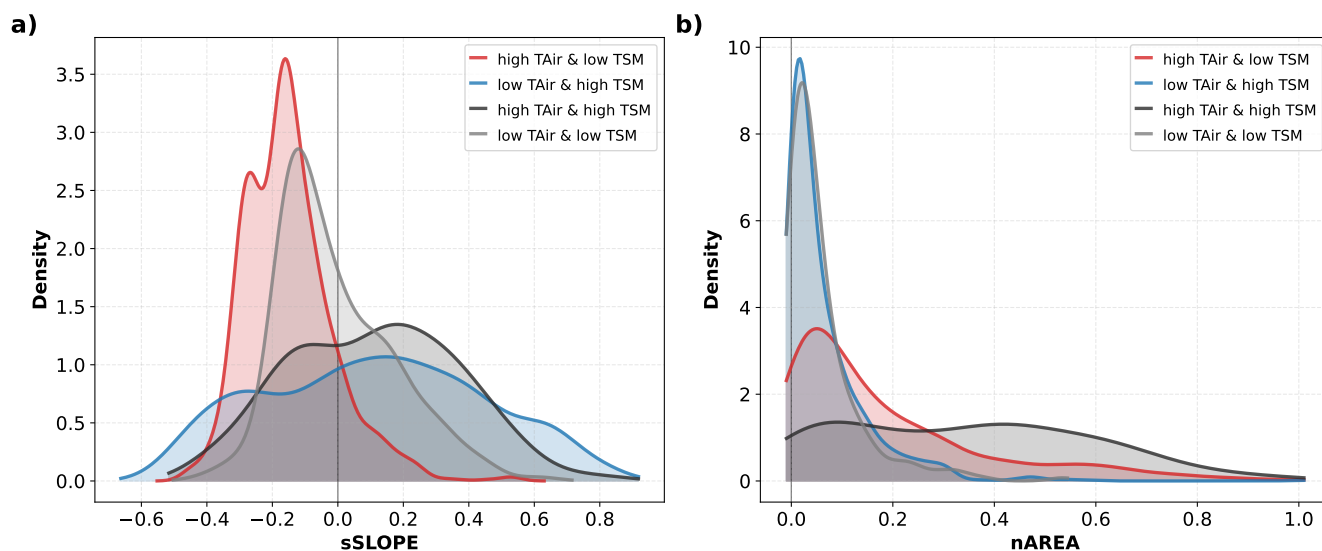 a)
high TAir & low TSM
low TAir & high TSM
high TAir & high TSM
low TAir & low TSM
3.5
3.0
2.5
2.0
1.5
1.0
0.5
0.0
Density
−0.6 −0.4 −0.2 0.0 0.2 0.4 0.6 0.8
sSLOPE
b)
high TAir & low TSM
low TAir & high TSM
high TAir & high TSM
low TAir & low TSM
10
8
6
4
2
0
Density
0.0 0.2 0.4 0.6 0.8 1.0
nAREA